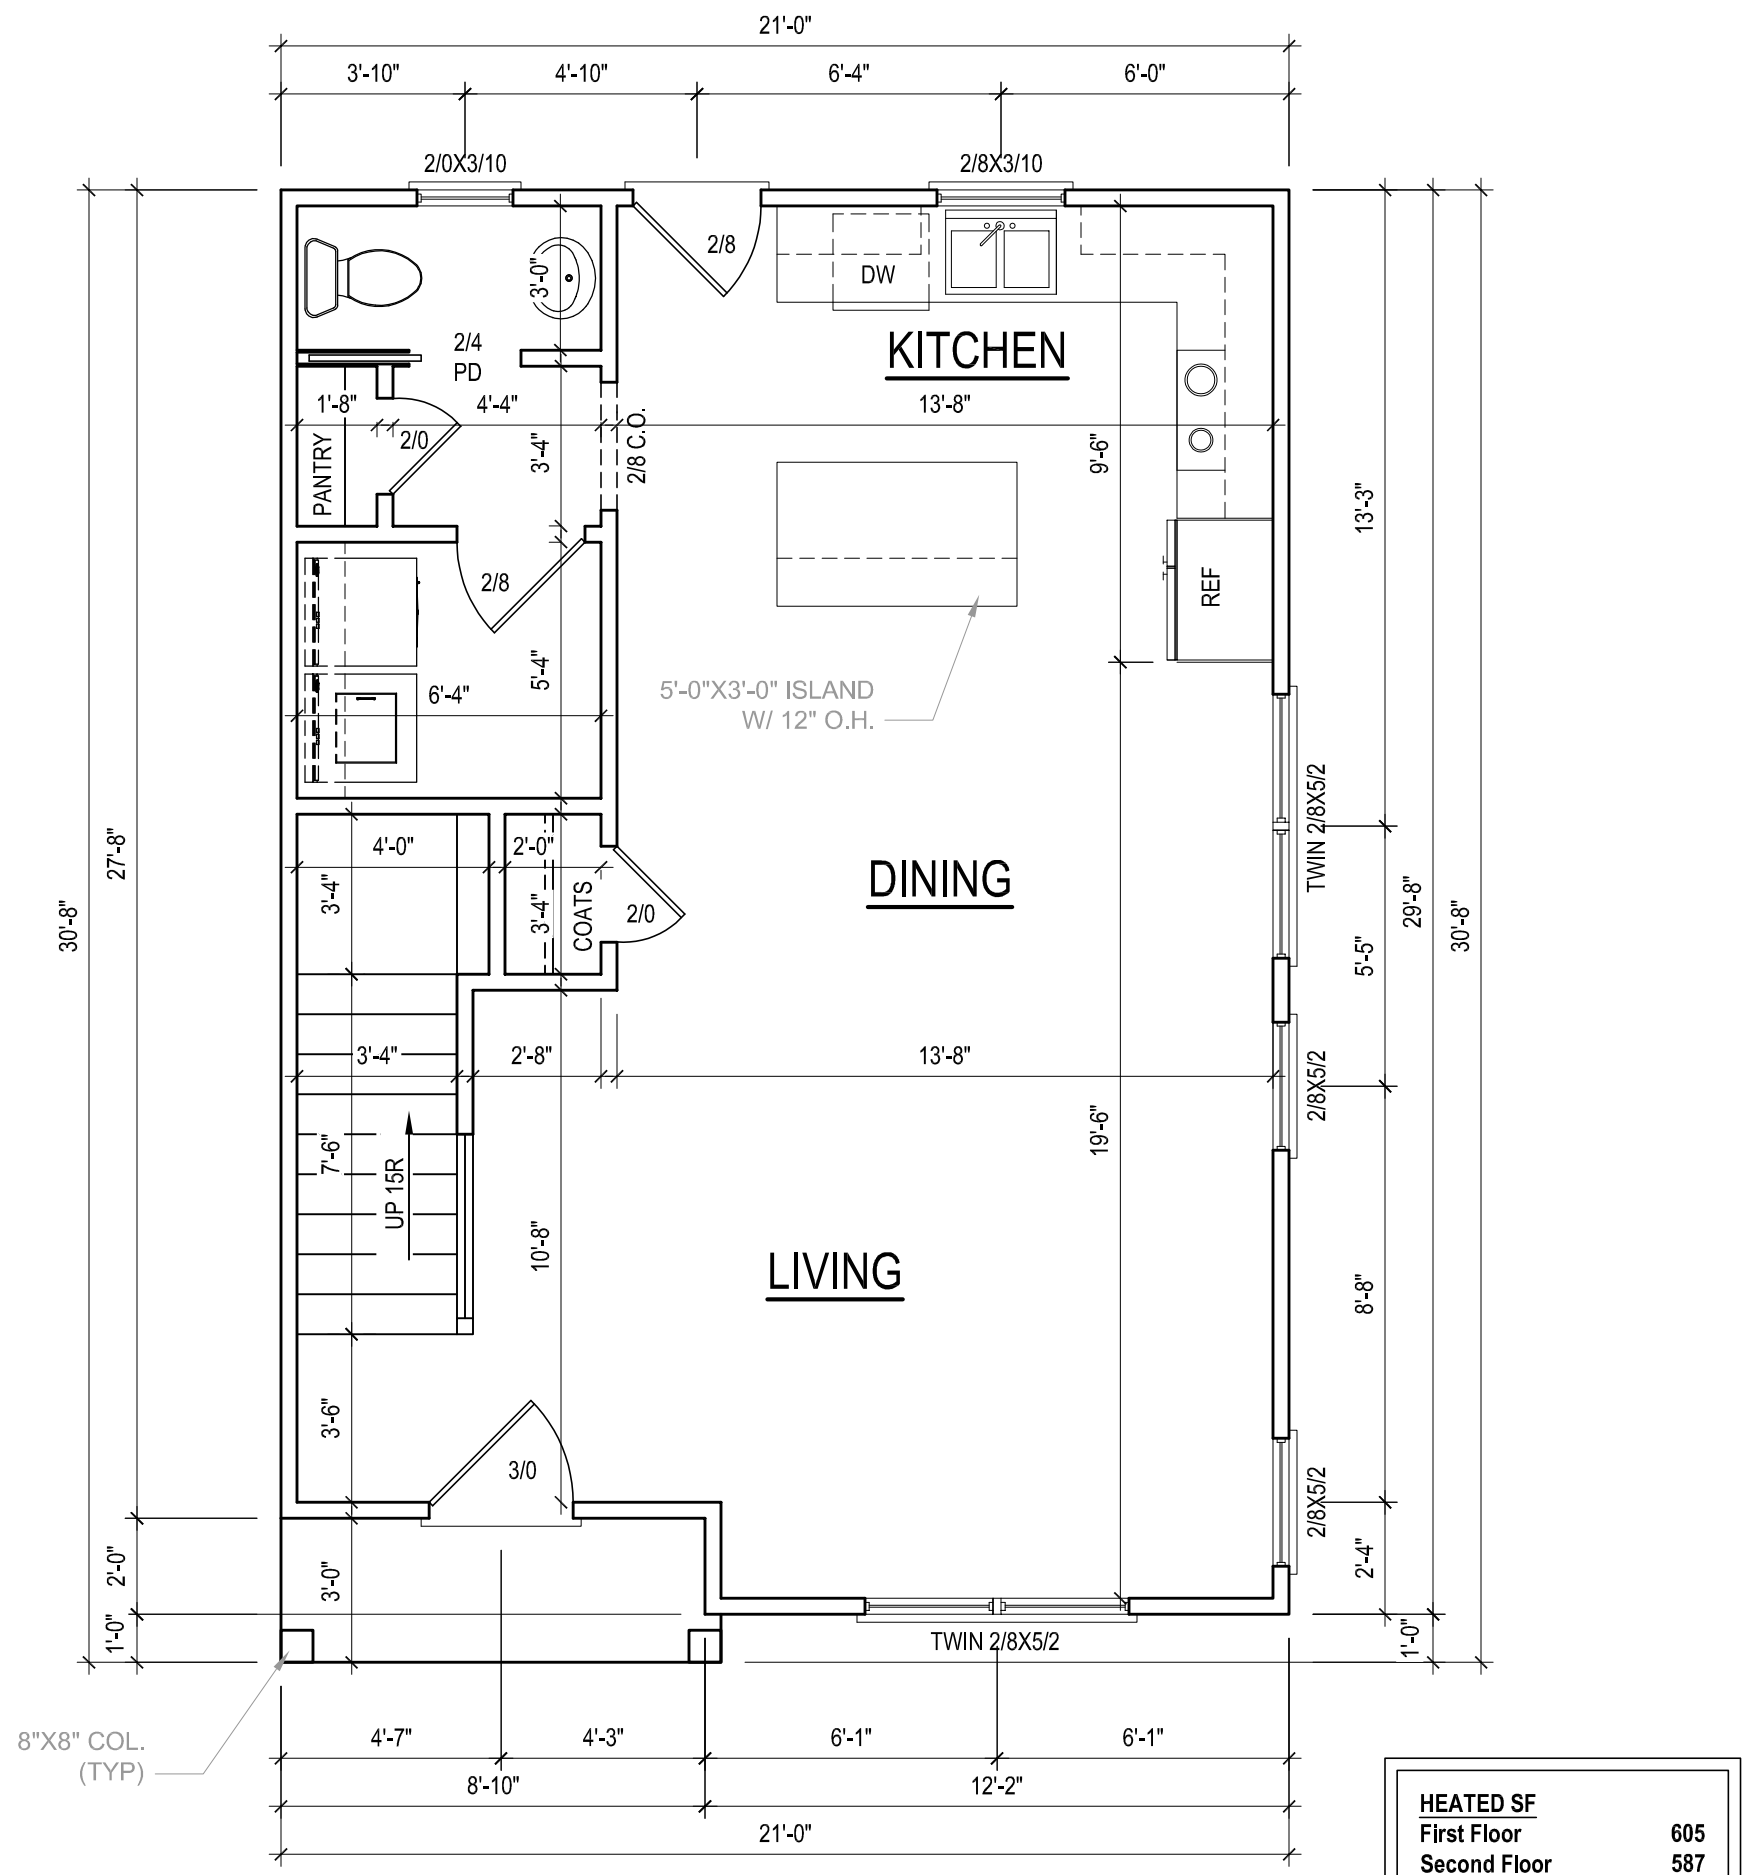 21'-0"
3'-10" 4'-10" 6'-4" 6'-0"
2/0X3/10 2/8X3/10
2/8
3'-0"
DW
2/4
PD
KITCHEN
1'-8" 4'-4" 13'-8"
2/0
PANTRY
3'-4"
2/8 C.O.
9'-6"
13'-3"
2/8
REF
5'-4"
6'-4"
5'-0"X3'-0" ISLAND
W/ 12" O.H.
27'-8"
30'-8"
4'-0" 2'-0"
3'-4"
3'-4"
COATS
2/0
DINING
TWIN 2/8X5/2
29'-8"
30'-8"
5'-5"
3'-4" 2'-8" 13'-8"
2/8X5/2
7'-6"
UP 15R
19'-6"
10'-8"
LIVING
8'-8"
3'-6"
3/0
2/8X5/2
2'-4"
2'-0"
3'-0"
1'-0"
1'-0"
TWIN 2/8X5/2
8"X8" COL.
(TYP)
4'-7" 4'-3" 6'-1" 6'-1"
8'-10" 12'-2"
21'-0"
HEATED SF
First Floor 605
Second Floor 587